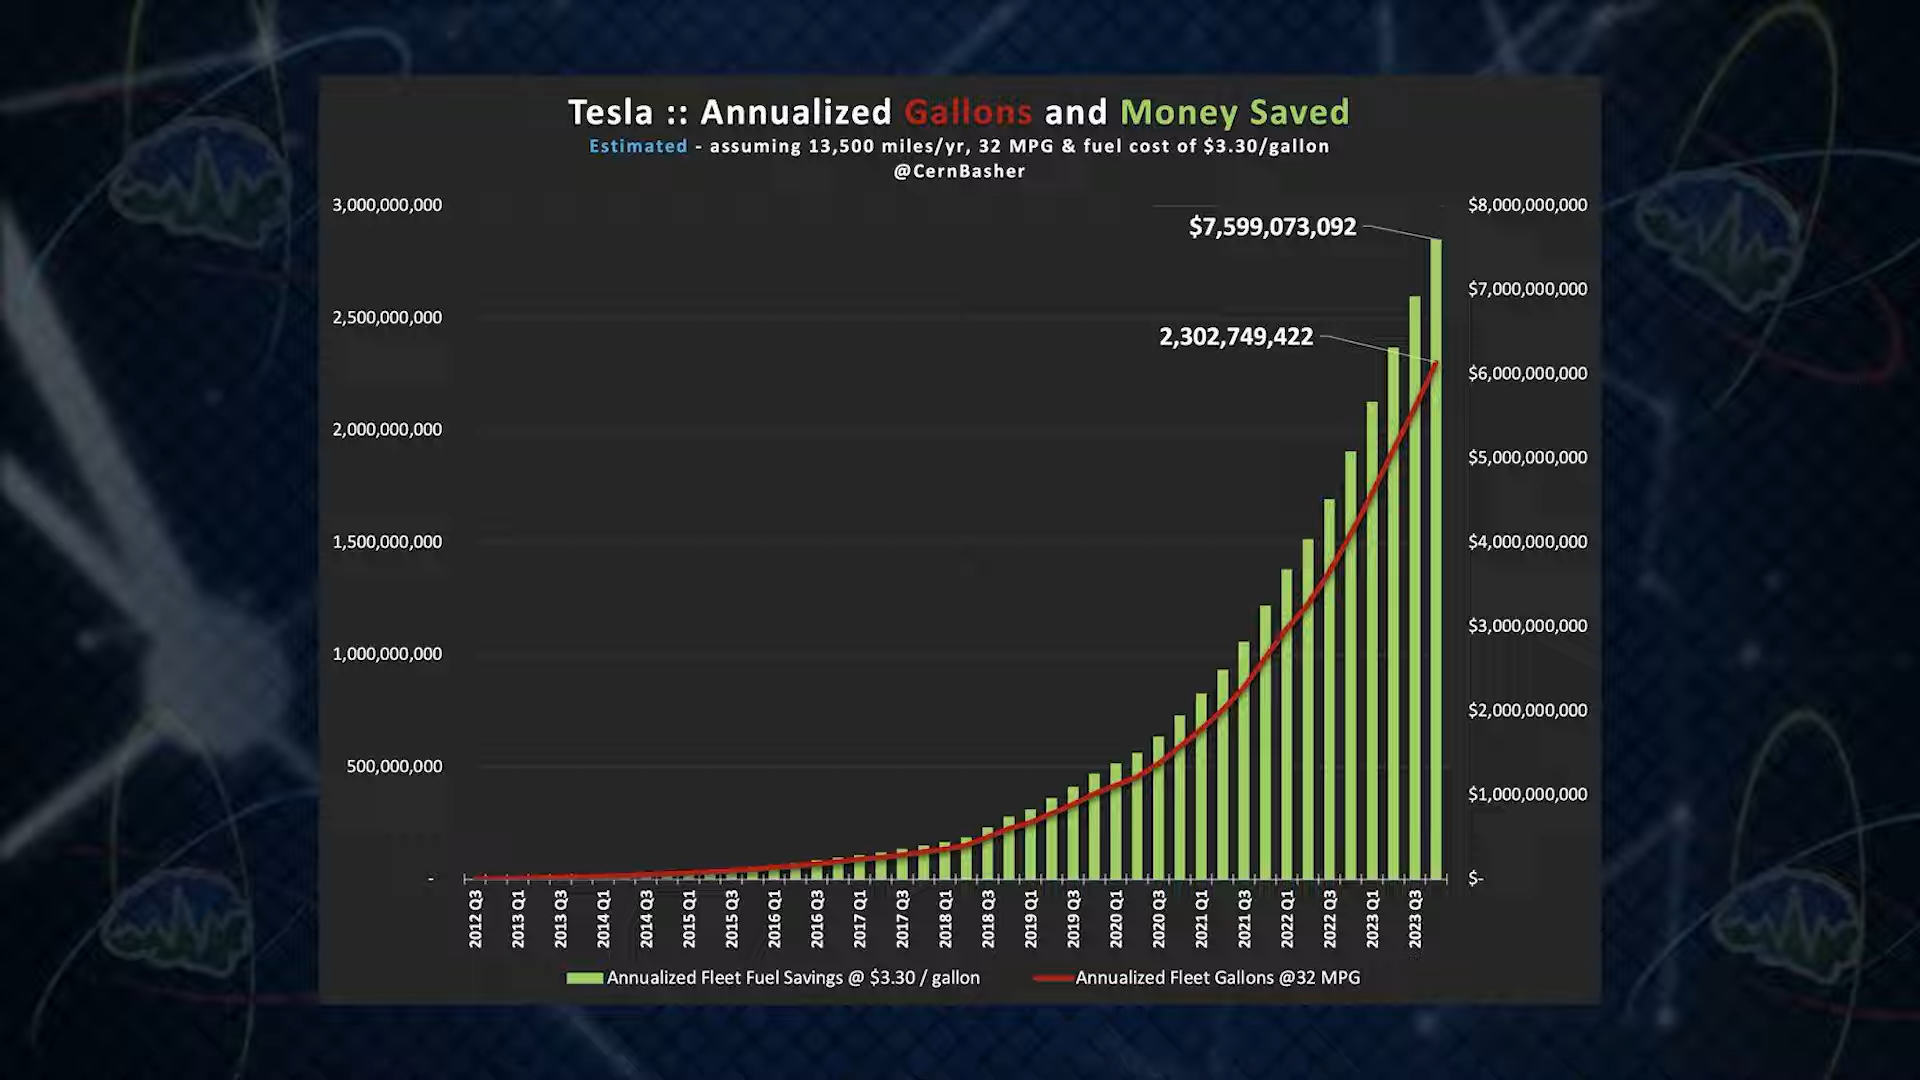 Tesla :: Annualized Gallons and Money Saved
Estimated - assuming 13,500 miles/yr, 32 MPG & fuel cost of $3.30/gallon
@CernBasher
3,000,000,000
2,500,000,000
2,000,000,000
1,500,000,000
1,000,000,000
500,000,000
-
$7,599,073,092
2,302,749,422
$8,000,000,000
$7,000,000,000
$6,000,000,000
$5,000,000,000
$4,000,000,000
$3,000,000,000
$2,000,000,000
$1,000,000,000
$-
2012 Q3
2013 Q1
2013 Q3
2014 Q1
2014 Q3
2015 Q1
2015 Q3
2016 Q1
2016 Q3
2017 Q1
2017 Q3
2018 Q1
2018 Q3
2019 Q1
2019 Q3
2020 Q1
2020 Q3
2021 Q1
2021 Q3
2022 Q1
2022 Q3
2023 Q1
2023 Q3
Annualized Fleet Fuel Savings @ $3.30 / gallon
Annualized Fleet Gallons @32 MPG